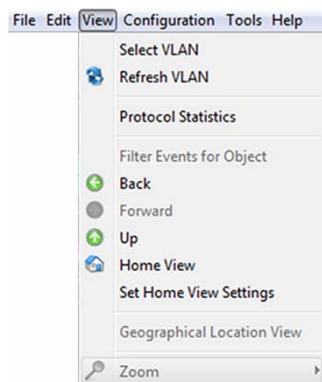 File Edit View Configuration Tools Help
Select VLAN
Refresh VLAN
Protocol Statistics
Filter Events for Object
Back
Forward
Up
Home View
Set Home View Settings
Geographical Location View
Zoom